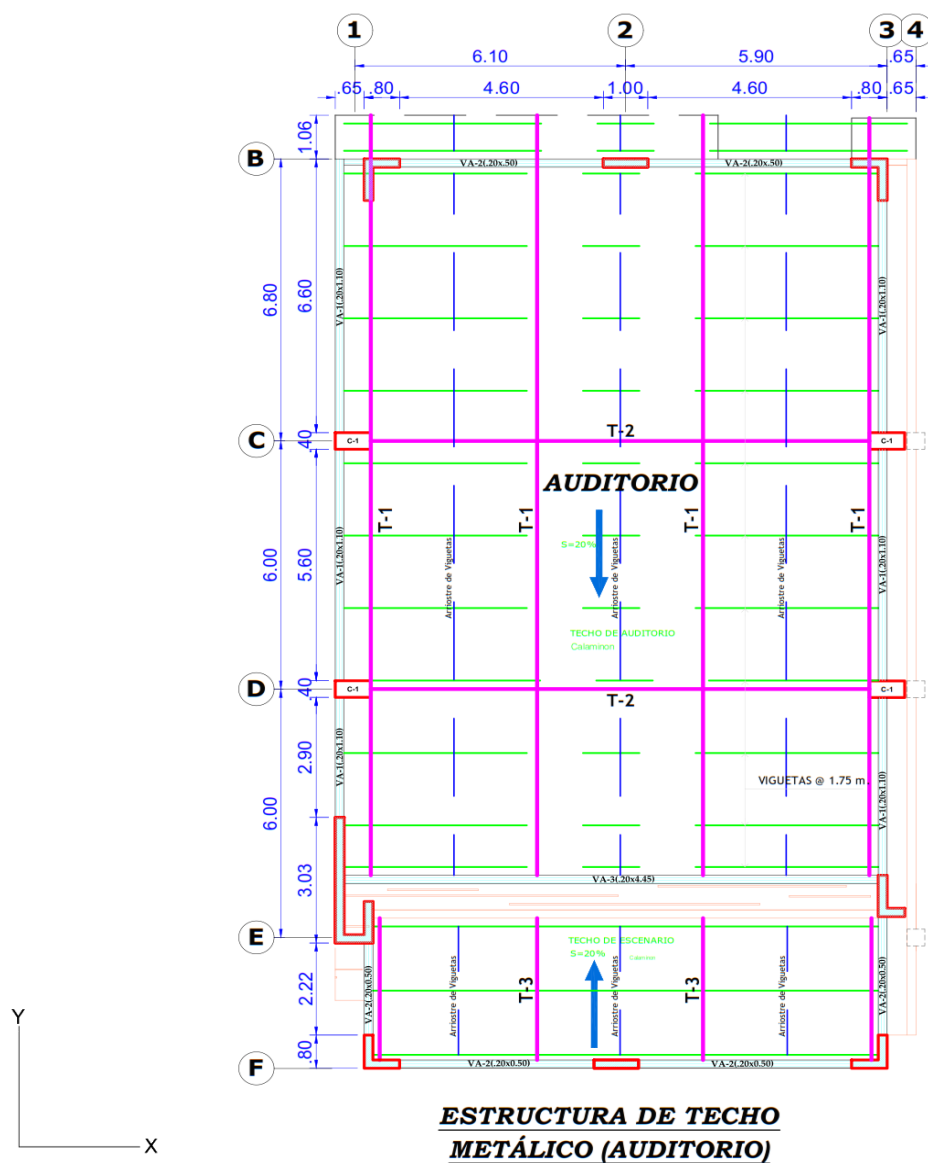 1 2 3 4
6.10 5.90 .65
.65 .80 4.60 1.00 4.60 .80 .65
1.06
B
VA-2(.20x.50) VA-2(.20x.50)
6.80 6.60
VA-1(.20x1.10) VA-1(.20x1.10)
T-2
C .40 C-1 C-1
AUDITORIO
T-1 T-1 T-1 T-1
S=20%
6.00 5.60
VA-1(.20x1.10) VA-1(.20x1.10)
Arriostre de Viguetas Arriostre de Viguetas Arriostre de Viguetas
TECHO DE AUDITORIO
Calaminon
D .40 C-1 C-1
T-2
2.90
VA-1(.20x1.10) VA-1(.20x1.10)
VIGUETAS @ 1.75 m.
6.00
3.03
VA-3(.20x4.45)
E
TECHO DE ESCENARIO
S=20% Calaminon
2.22
VA-2(.20x0.50) VA-2(.20x0.50)
Arriostre de Viguetas T-3 Arriostre de Viguetas T-3 Arriostre de Viguetas
.80
F
VA-2(.20x0.50) VA-2(.20x0.50)
Y
X
ESTRUCTURA DE TECHO
METÁLICO (AUDITORIO)